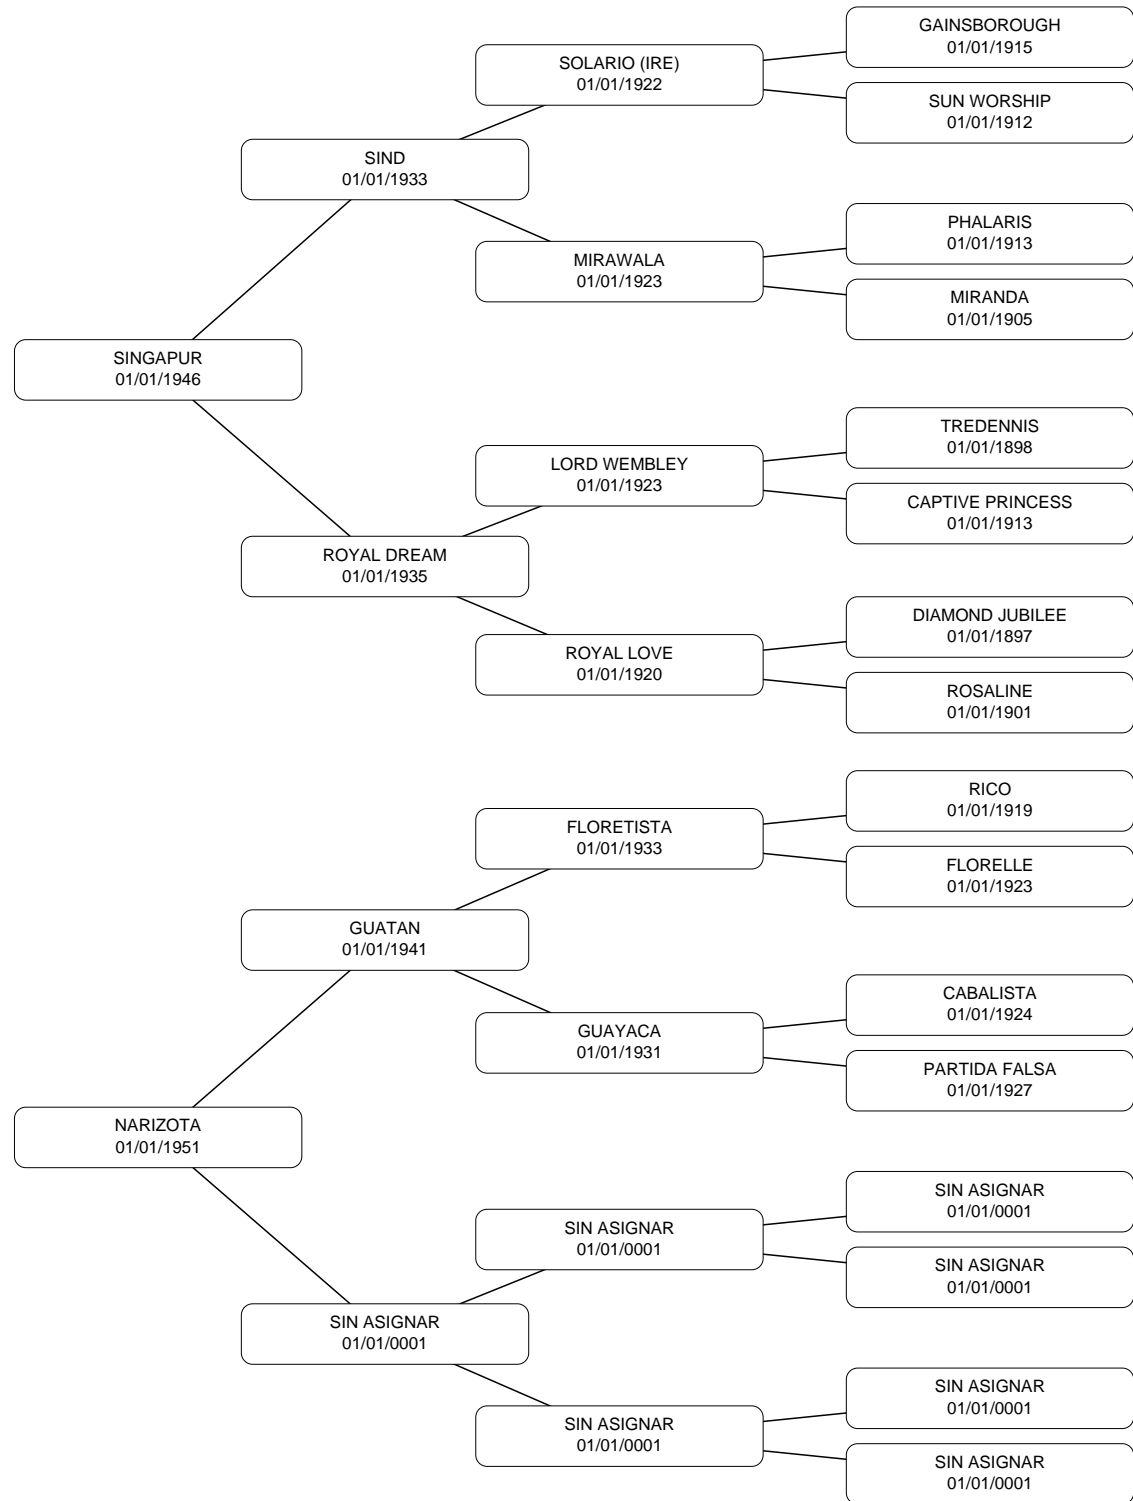 GAINSBOROUGH
01/01/1915
SOLARIO (IRE)
01/01/1922
SUN WORSHIP
01/01/1912
SIND
01/01/1933
PHALARIS
01/01/1913
MIRAWALA
01/01/1923
MIRANDA
01/01/1905
SINGAPUR
01/01/1946
TREDENNIS
01/01/1898
LORD WEMBLEY
01/01/1923
CAPTIVE PRINCESS
01/01/1913
ROYAL DREAM
01/01/1935
DIAMOND JUBILEE
01/01/1897
ROYAL LOVE
01/01/1920
ROSALINE
01/01/1901
RICO
01/01/1919
FLORETISTA
01/01/1933
FLORELLE
01/01/1923
GUATAN
01/01/1941
CABALISTA
01/01/1924
GUAYACA
01/01/1931
PARTIDA FALSA
01/01/1927
NARIZOTA
01/01/1951
SIN ASIGNAR
01/01/0001
SIN ASIGNAR
01/01/0001
SIN ASIGNAR
01/01/0001
SIN ASIGNAR
01/01/0001
SIN ASIGNAR
01/01/0001
SIN ASIGNAR
01/01/0001
SIN ASIGNAR
01/01/0001